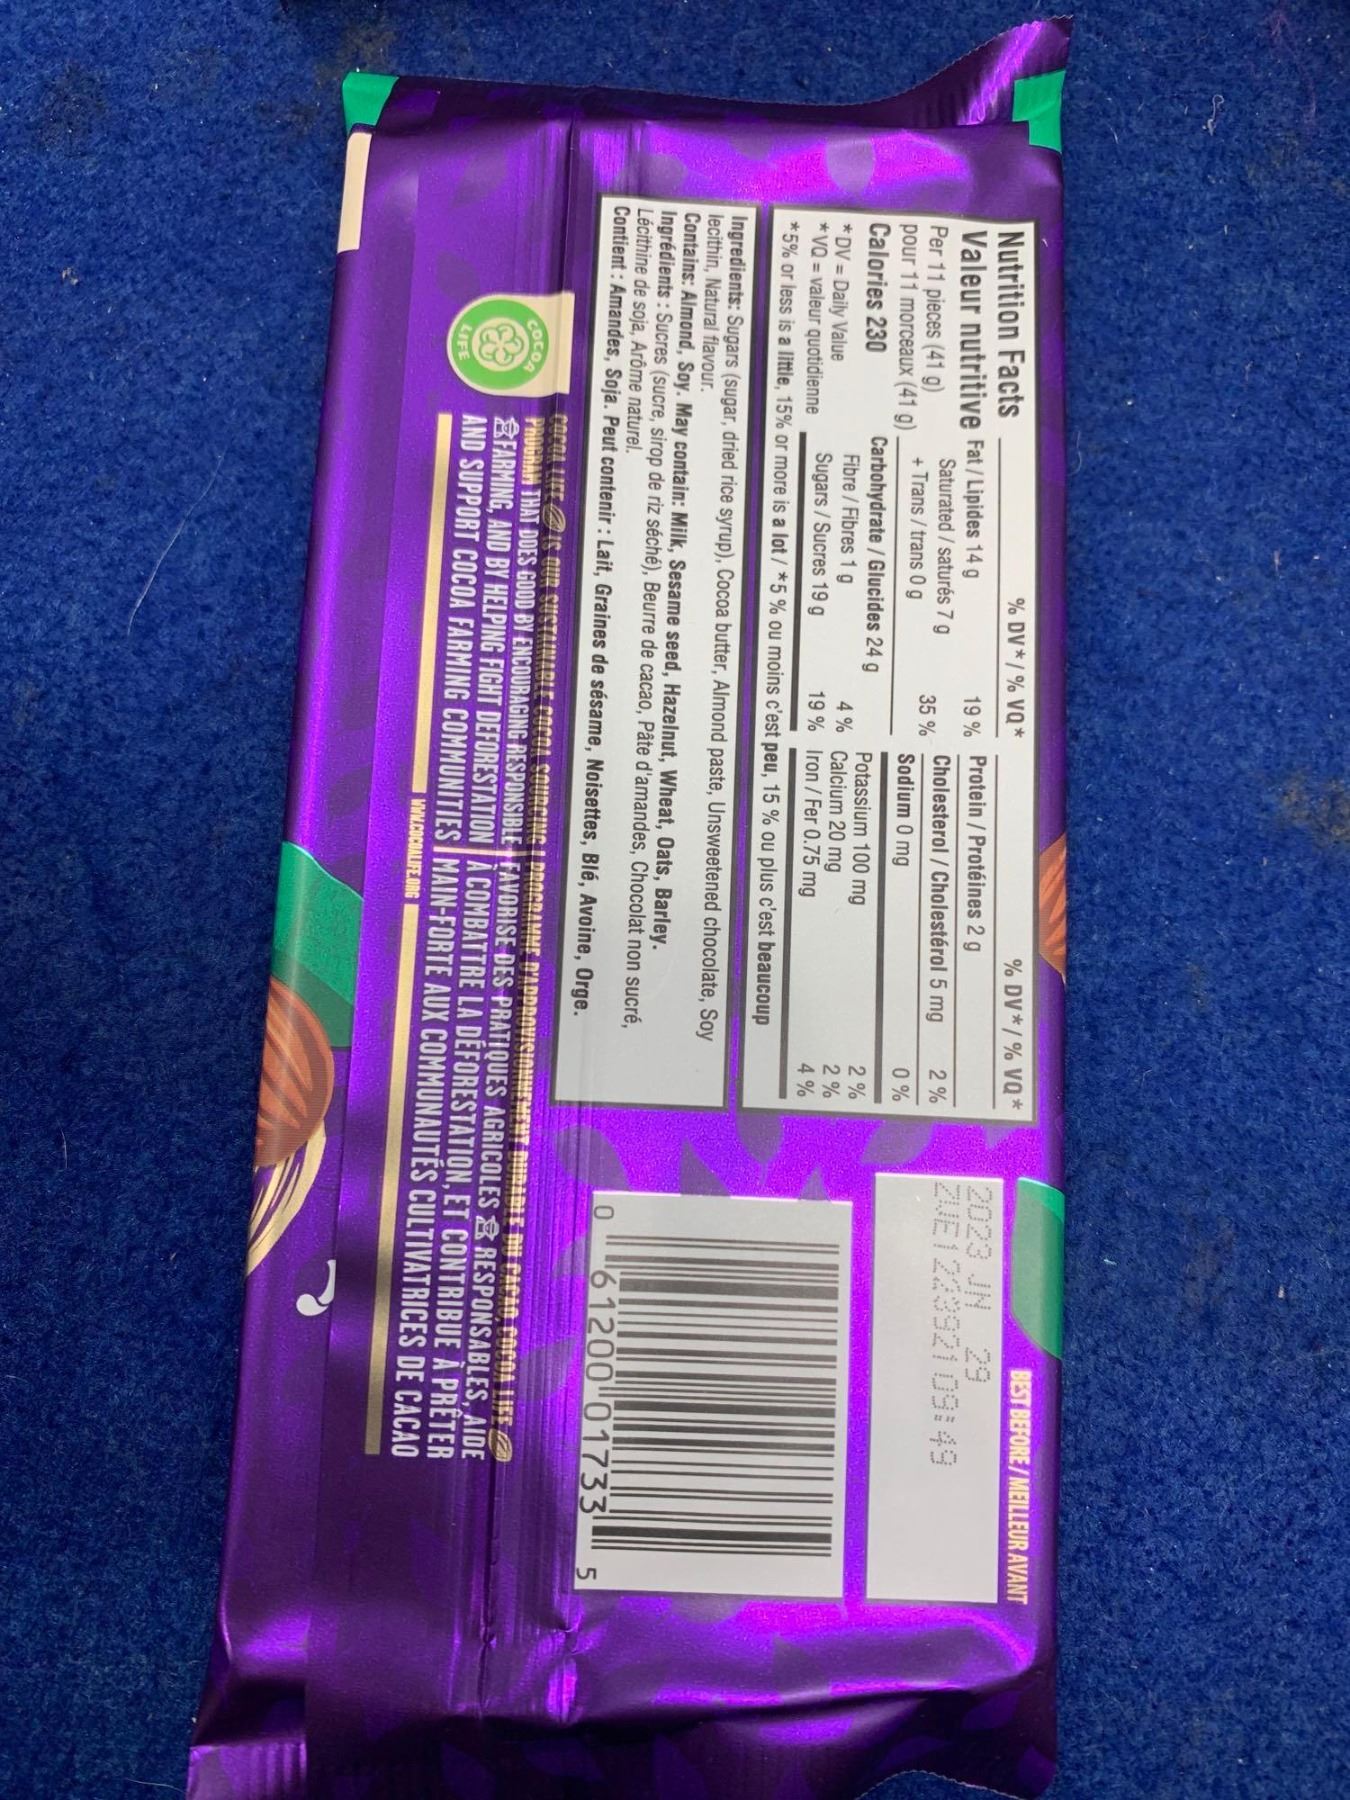 Nutrition Facts
Valeur nutritive
Per 11 pieces (41 g)
pour 11 morceaux (41 g)
Calories 230
* DV = Daily Value
* VQ = valeur quotidienne
% DV* / % VQ*
Fat / Lipides 14 g 19 %
Saturated / saturés 7 g
+ Trans / trans 0 g 35 %
Carbohydrate / Glucides 24 g
Fibre / Fibres 1 g 4 %
Sugars / Sucres 19 g 19 %
% DV* / % VQ*
Protein / Protéines 2 g
Cholesterol / Cholestérol 5 mg 2 %
Sodium 0 mg 0 %
Potassium 100 mg 2 %
Calcium 20 mg 2 %
Iron / Fer 0.75 mg 4 %
*5% or less is a little, 15% or more is a lot / *5 % ou moins c'est peu, 15 % ou plus c'est beaucoup
Ingredients: Sugars (sugar, dried rice syrup), Cocoa butter, Almond paste, Unsweetened chocolate, Soy
lecithin, Natural flavour.
Contains: Almond, Soy. May contain: Milk, Sesame seed, Hazelnut, Wheat, Oats, Barley.
Ingrédients : Sucres (sucre, sirop de riz séché), Beurre de cacao, Pâte d'amandes, Chocolat non sucré,
Lécithine de soja, Arôme naturel.
Contient : Amandes, Soja. Peut contenir : Lait, Graines de sésame, Noisettes, Blé, Avoine, Orge.
BEST BEFORE / MEILLEUR AVANT
2023 JN 29
09:49
0 61200 01733 5
COCOA
LIFE
COCOA LIFE IS OUR SUSTAINABLE COCOA SOURCING
PROGRAM THAT DOES GOOD BY ENCOURAGING RESPONSIBLE
FARMING, AND BY HELPING FIGHT DEFORESTATION
AND SUPPORT COCOA FARMING COMMUNITIES
PROGRAMME D'APPROVISIONNEMENT DURABLE DU CACAO, COCOA LIFE
FAVORISE DES PRATIQUES AGRICOLES RESPONSABLES, AIDE
À COMBATTRE LA DÉFORESTATION, ET CONTRIBUE À PRÊTER
MAIN-FORTE AUX COMMUNAUTÉS CULTIVATRICES DE CACAO
WWW.COCOALIFE.ORG